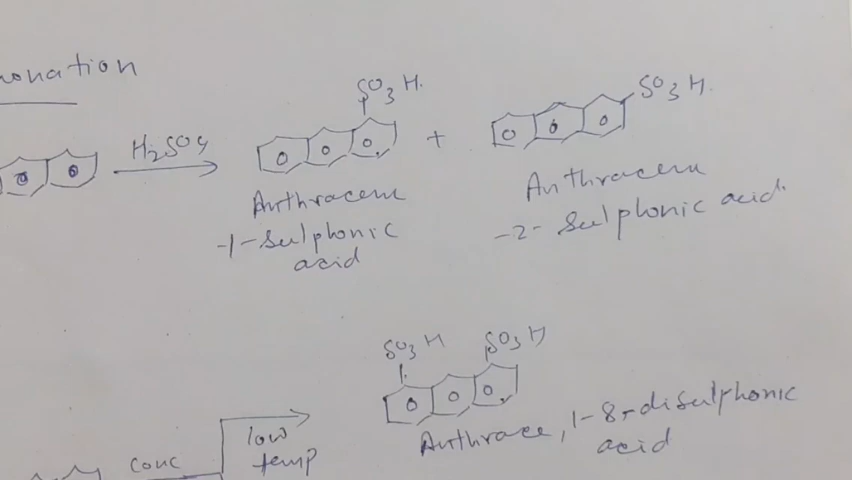 onation
SO3H.
SO3H.
H2SO4
+
Anthracene
-1-Sulphonic
acid
Anthracene
-2- Sulphonic acid.
SO3H
SO3H
Anthrace, 1-8,-disulphonic
acid
low
temp
conc